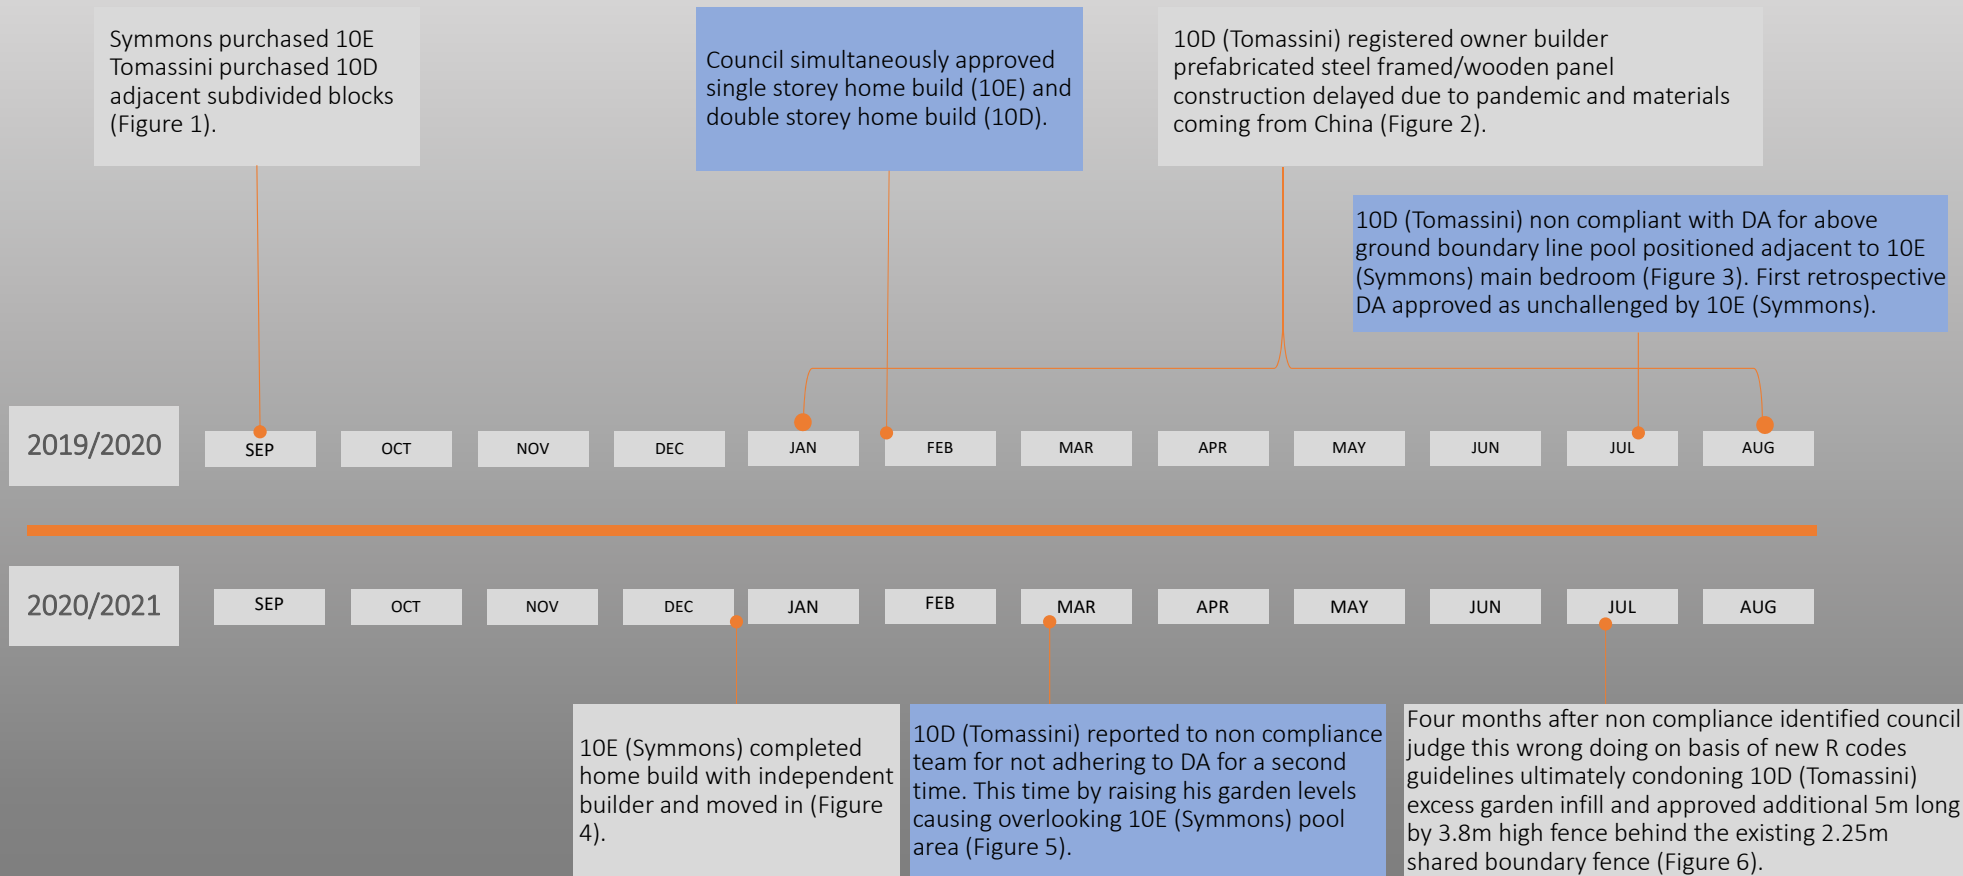 Symmons purchased 10E
Tomassini purchased 10D
adjacent subdivided blocks
(Figure 1).
Council simultaneously approved
single storey home build (10E) and
double storey home build (10D).
10D (Tomassini) registered owner builder
prefabricated steel framed/wooden panel
construction delayed due to pandemic and materials
coming from China (Figure 2).
10D (Tomassini) non compliant with DA for above
ground boundary line pool positioned adjacent to 10E
(Symmons) main bedroom (Figure 3). First retrospective
DA approved as unchallenged by 10E (Symmons).
2019/2020
SEP
OCT
NOV
DEC
JAN
FEB
MAR
APR
MAY
JUN
JUL
AUG
2020/2021
SEP
OCT
NOV
DEC
JAN
FEB
MAR
APR
MAY
JUN
JUL
AUG
10E (Symmons) completed
home build with independent
builder and moved in (Figure
4).
10D (Tomassini) reported to non compliance
team for not adhering to DA for a second
time. This time by raising his garden levels
causing overlooking 10E (Symmons) pool
area (Figure 5).
Four months after non compliance identified council
judge this wrong doing on basis of new R codes
guidelines ultimately condoning 10D (Tomassini)
excess garden infill and approved additional 5m long
by 3.8m high fence behind the existing 2.25m
shared boundary fence (Figure 6).